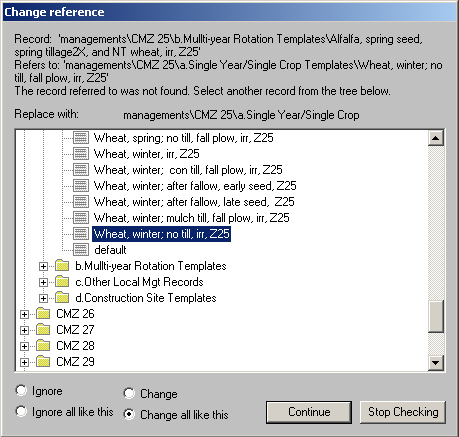 Change reference
Record: 'managements\CMZ 25\b.Mullti-year Rotation Templates\Alfalfa, spring seed,
spring tillageZX, and NT wheat, irr, Z25'
Refers to: 'managements\CMZ 25\a.Single Year/Single Crop Templates\Wheat, winter; no
till, fall plow, irr, Z25'
The record referred to was not found. Select another record from the tree below.
Replace with: managements\CMZ 25\a.Single Year/Single Crop
Wheat, spring; no till, fall plow, irr, Z25
Wheat, winter, irr, Z25
Wheat, winter; con till, fall plow, irr, Z25
Wheat, winter; after fallow, early seed, Z25
Wheat, winter; after fallow, late seed, Z25
Wheat, winter; mulch till, fall plow, irr, Z25
Wheat, winter; no till, irr, Z25
default
b.Mullti-year Rotation Templates
c.Other Local Mgt Records
d.Construction Site Templates
CMZ 26
CMZ 27
CMZ 28
CMZ 29
Ignore
Change
Ignore all like this
Change all like this
Continue
Stop Checking